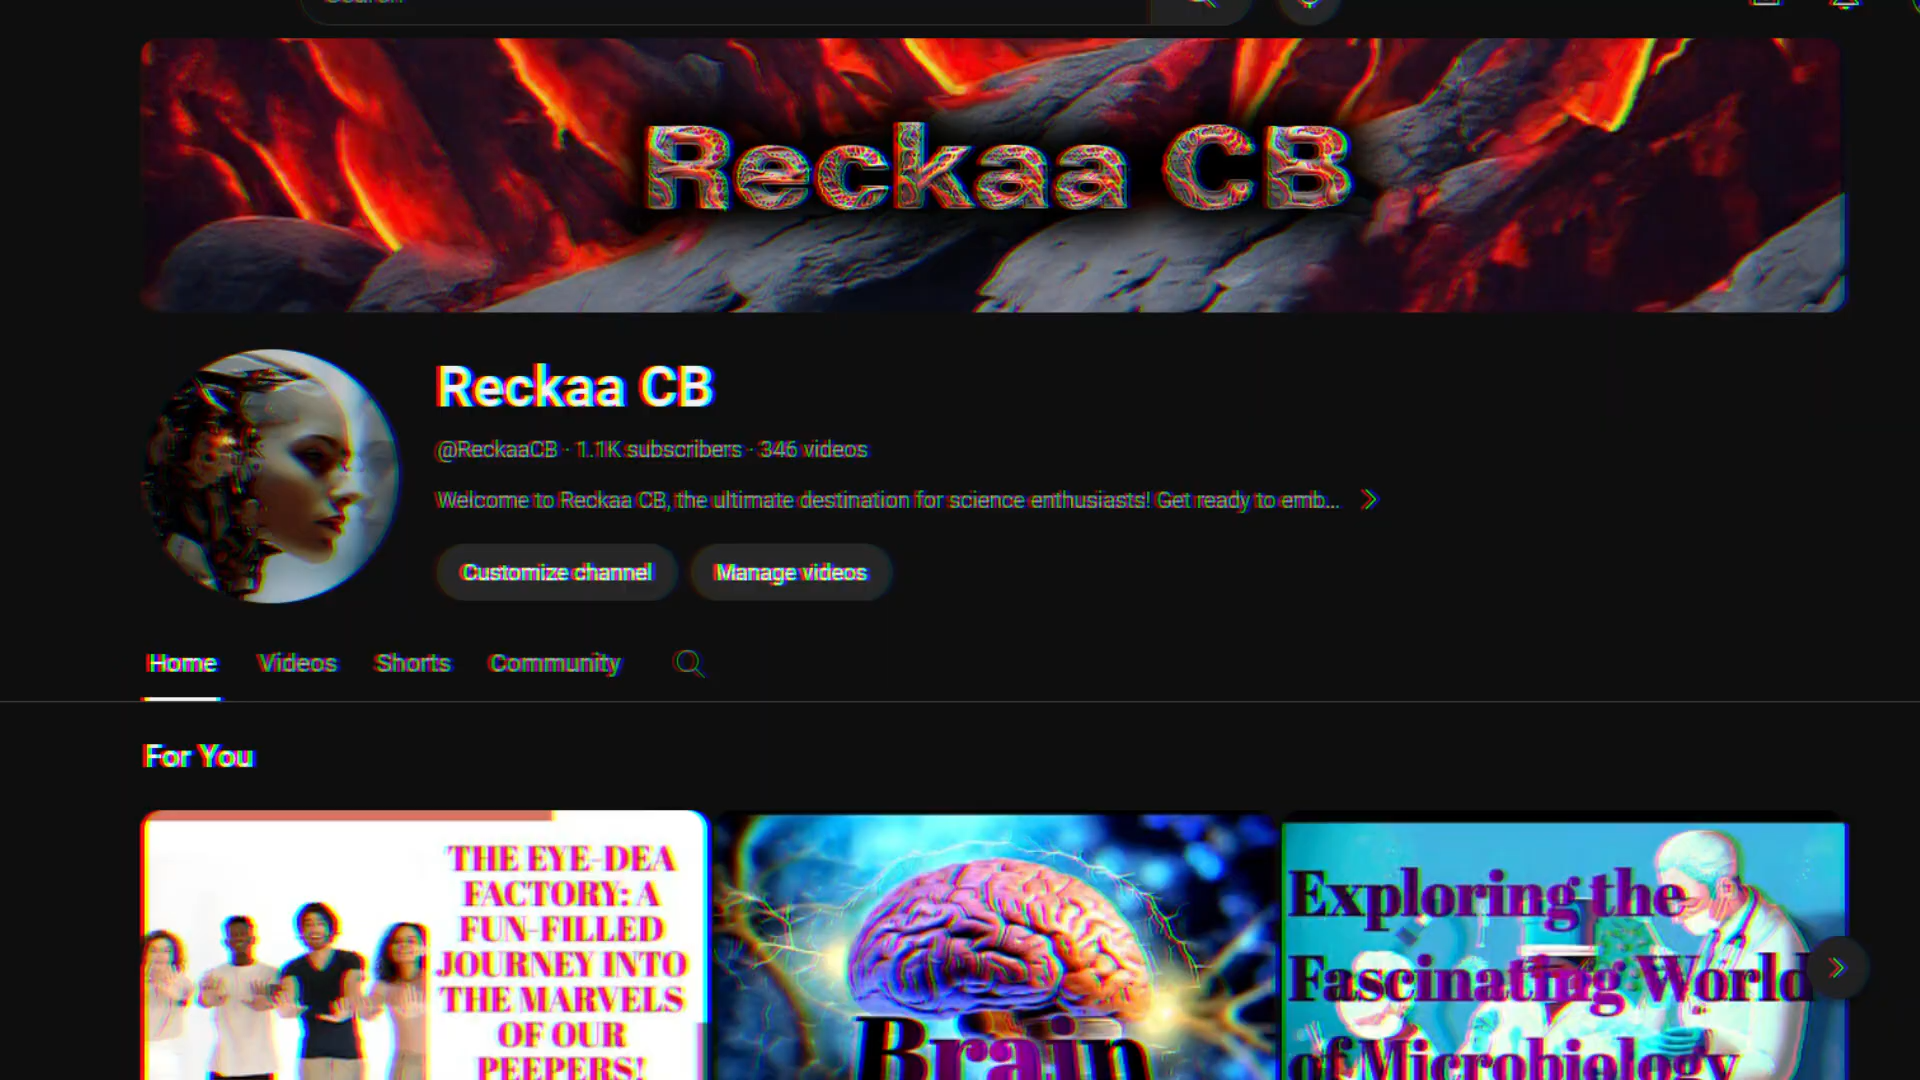 Search
Reckaa CB
Reckaa CB
@ReckaaCB · 1.1K subscribers · 346 videos
Welcome to Reckaa CB, the ultimate destination for science enthusiasts! Get ready to emb...
Customize channel
Manage videos
Home
Videos
Shorts
Community
For You
THE EYE-DEA
FACTORY: A
FUN-FILLED
JOURNEY INTO
THE MARVELS
OF OUR
PEEPERS!
Brain
Exploring the
Fascinating World
of Microbiology